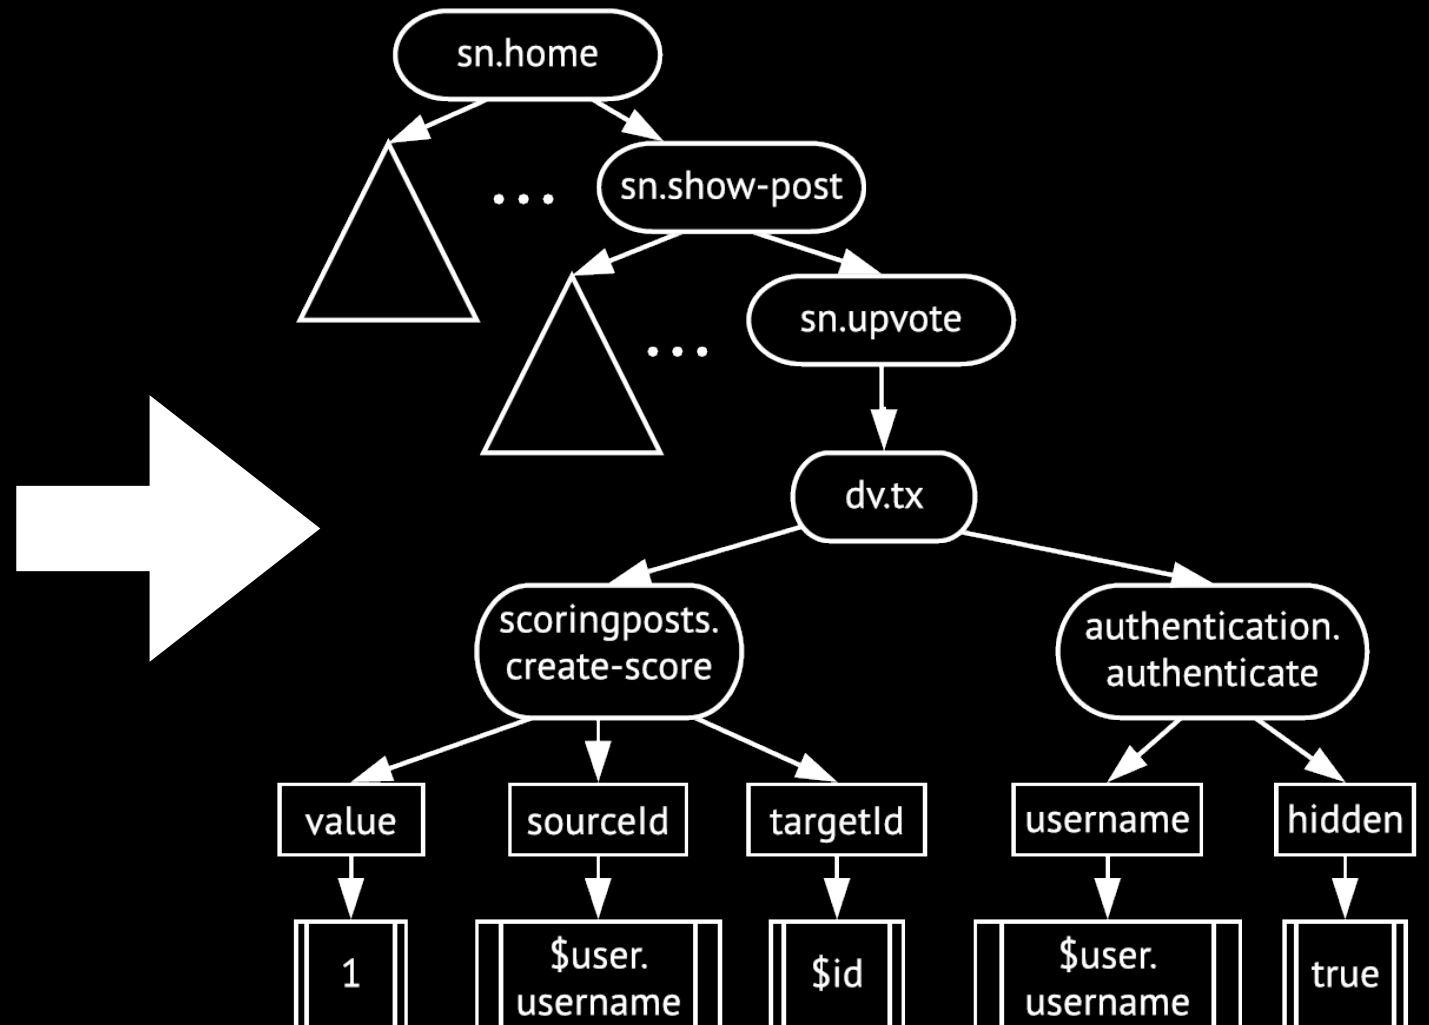 sn.home
...
sn.show-post
...
sn.upvote
dv.tx
scoringposts.
create-score
authentication.
authenticate
value
sourceId
targetId
username
hidden
1
$user.
username
$id
$user.
username
true